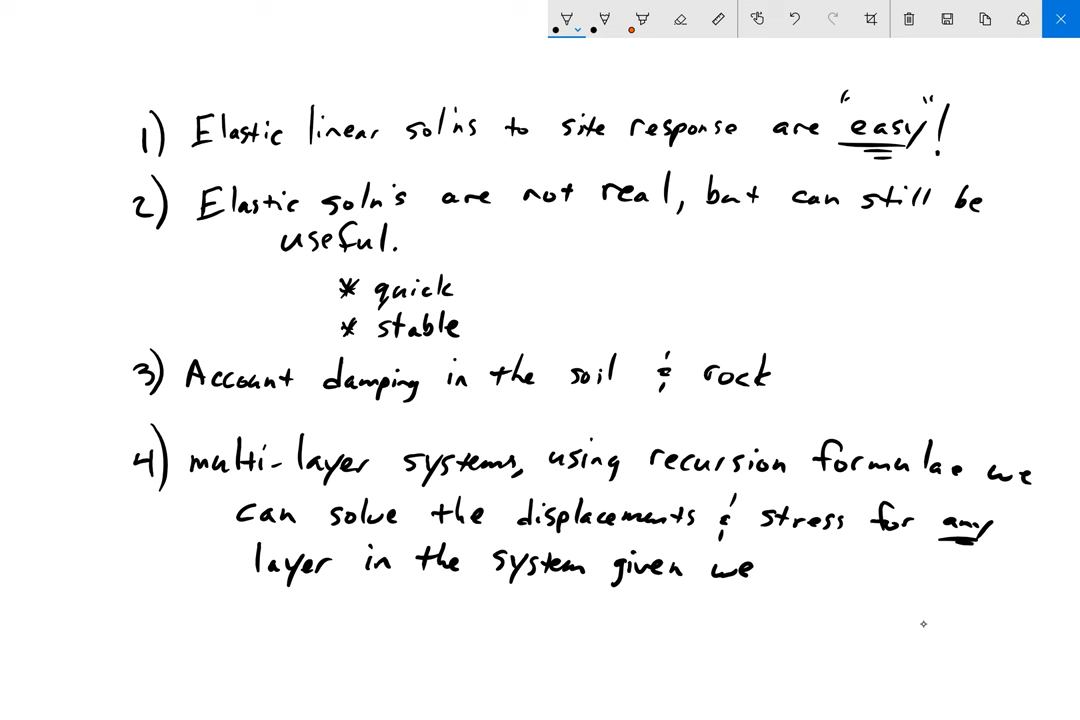 1) Elastic linear sol'ns to site response are "easy"!
2) Elastic soln's are not real, but can still be
useful.
* quick
* stable
3) Account damping in the soil & rock
4) multi-layer systems, using recursion formulae we
can solve the displacements & stress for any
layer in the system given we